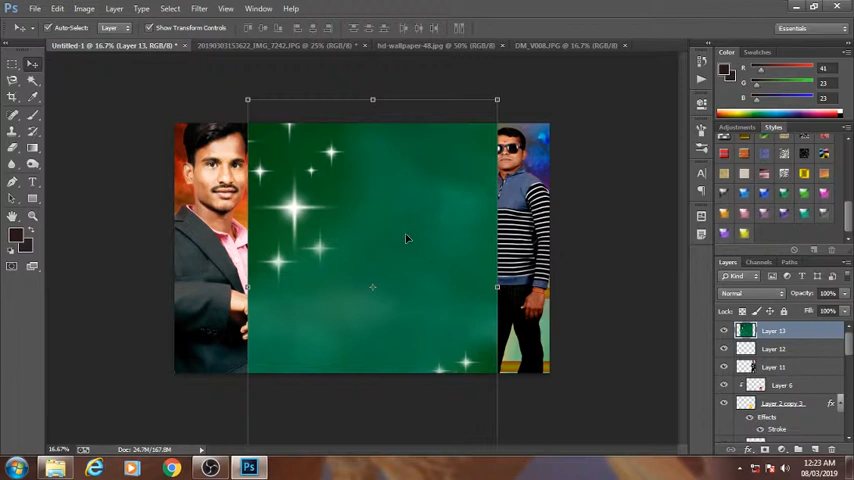 File Edit Image Layer Type Select Filter View Window Help
Auto-Select: Layer Show Transform Controls Essentials
Untitled-1 @ 16.7% (Layer 13, RGB/8) * × 20190303153622_IMG_7242.JPG @ 25% (RGB/8) * × hd-wallpaper-48.jpg @ 50% (RGB/8*) × DM_V008.JPG @ 16.7% (RGB/8*) ×
Color Swatches
R 41
G 23
B 23
Adjustments Styles
Layers Channels Paths
Kind
Normal Opacity: 100%
Lock: Fill: 100%
Layer 13
Layer 12
Layer 11
Layer 6
Layer 2 copy 3 fx
Effects
Stroke
16.67% Doc: 24.7M/167.8M
Ps
12:23 AM
08/03/2019